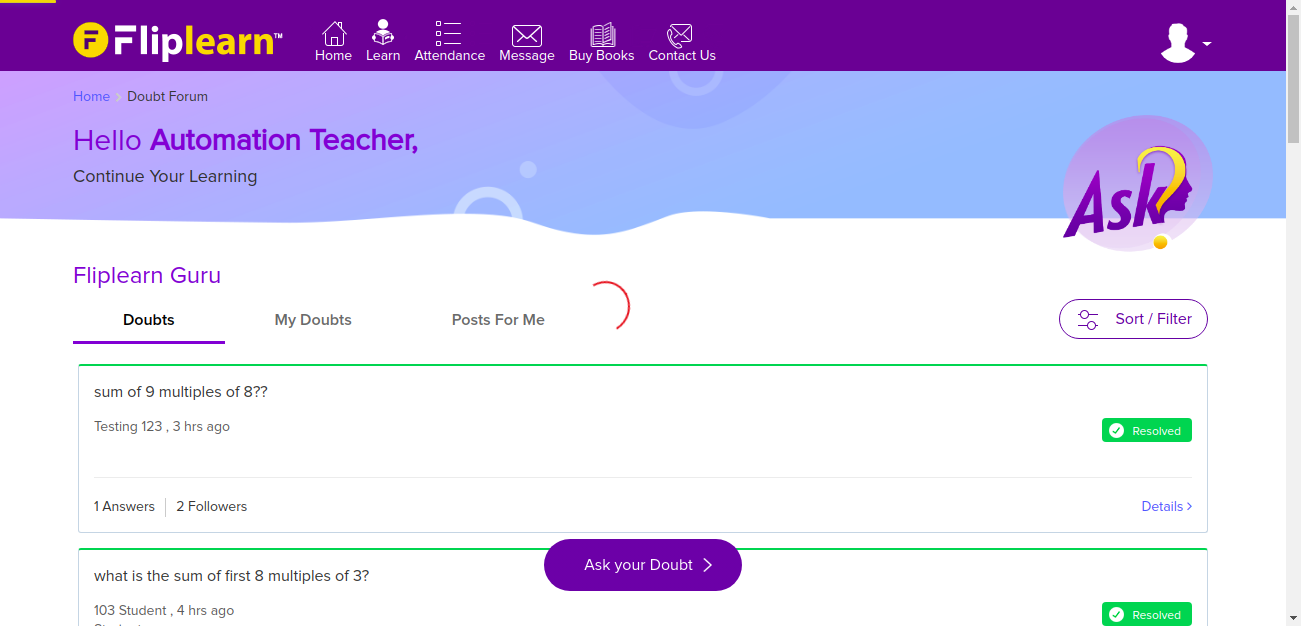 Fliplearn™
Home Learn Attendance Message Buy Books Contact Us
Home Doubt Forum
Hello Automation Teacher,
Continue Your Learning
Ask?
Fliplearn Guru
Doubts My Doubts Posts For Me
Sort / Filter
sum of 9 multiples of 8??
Testing 123 , 3 hrs ago
Resolved
1 Answers 2 Followers
Details >
Ask your Doubt >
what is the sum of first 8 multiples of 3?
103 Student , 4 hrs ago
Resolved